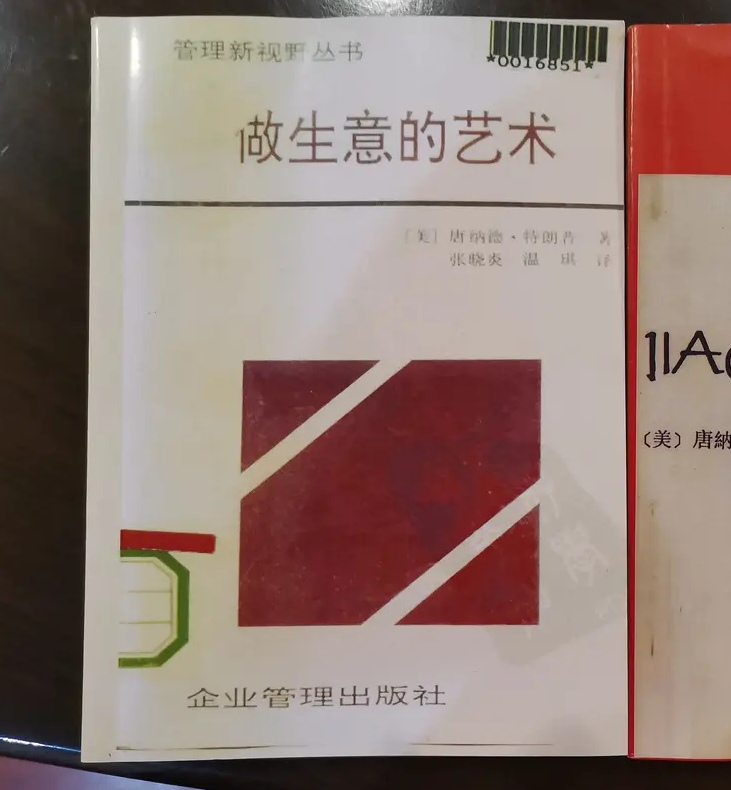 管理新视野丛书
*0016851*
做生意的艺术
［美］唐纳德·特朗普 著
张晓炎 温 琪 译
企业管理出版社
JIA
〔美〕唐納